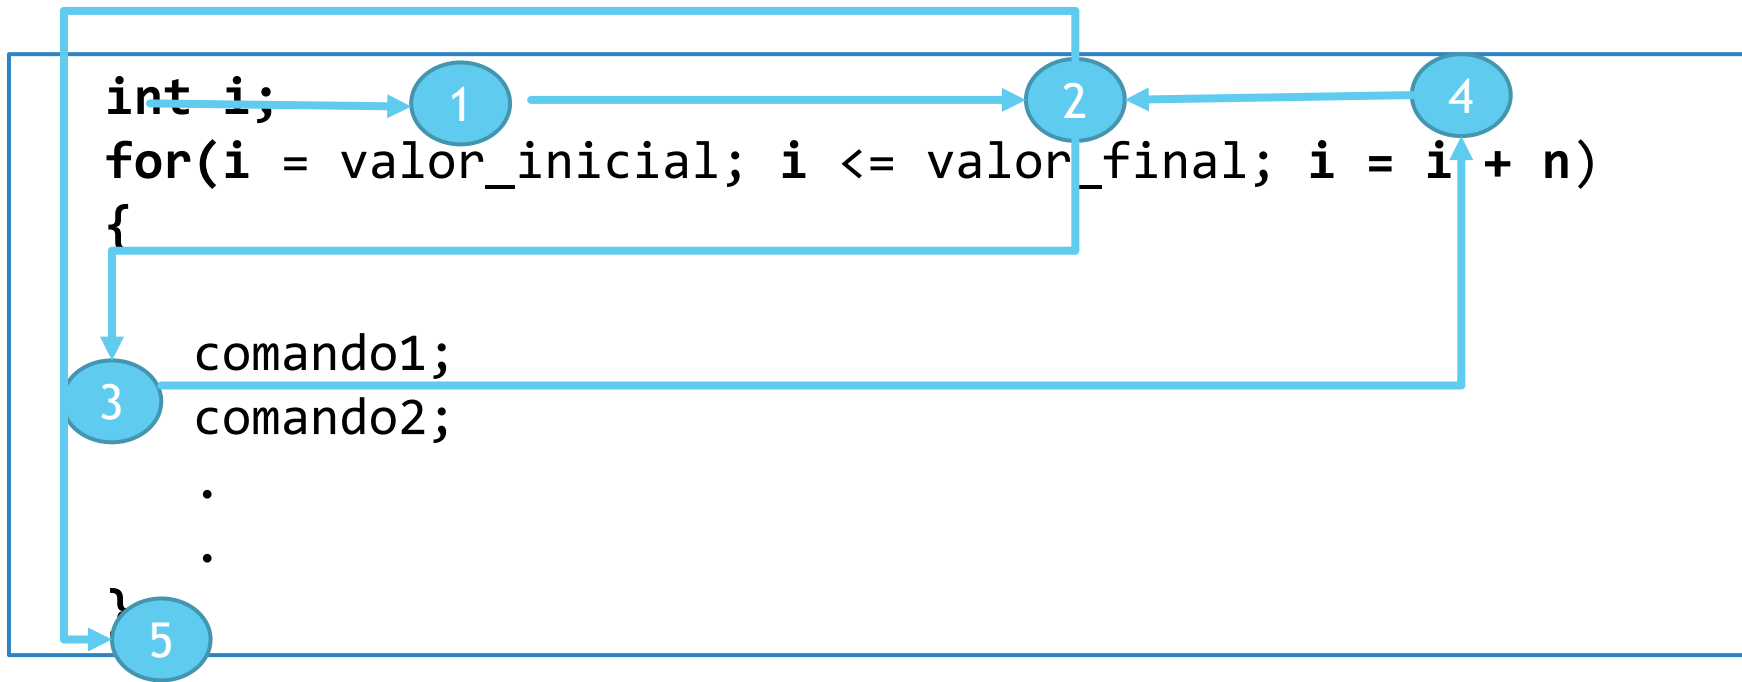 int i;
1
2
4
for(i = valor_inicial; i <= valor_final; i = i + n)
{
comando1;
3
comando2;
.
.
}
5